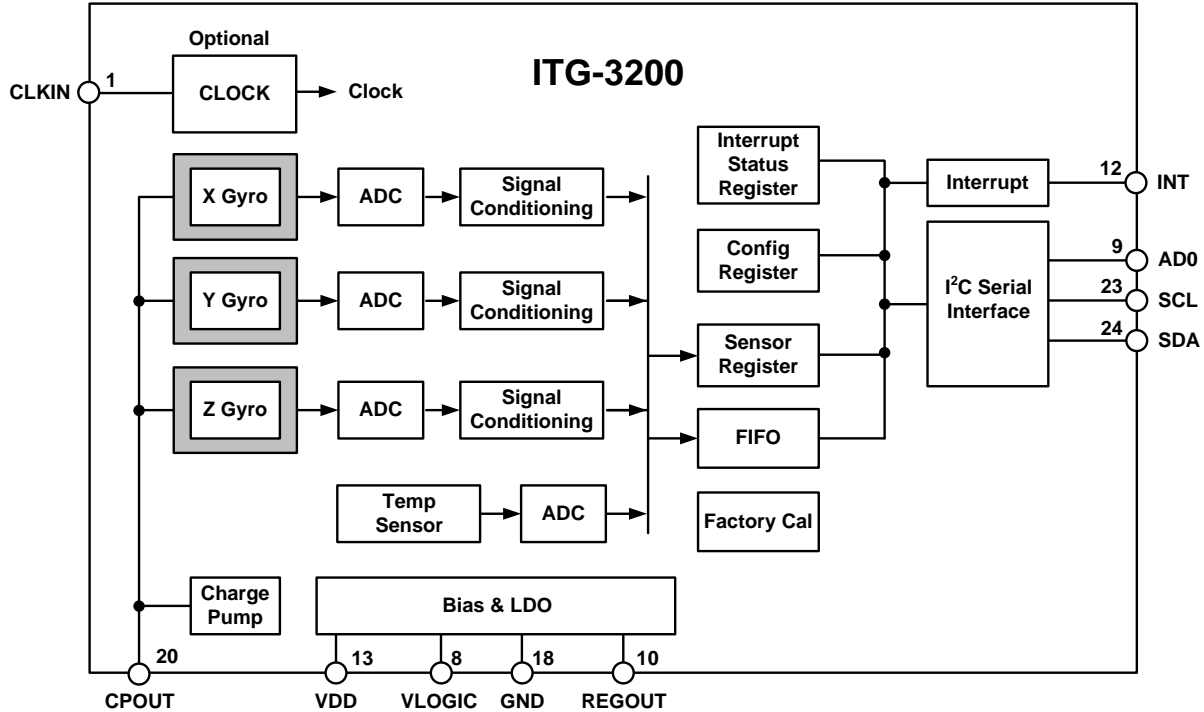 Optional
ITG-3200
CLKIN
1
CLOCK
Clock
X Gyro
ADC
Signal
Conditioning
Interrupt
Status
Register
Interrupt
12
INT
Y Gyro
ADC
Signal
Conditioning
Config
Register
I²C Serial
Interface
9
AD0
23
SCL
24
SDA
Sensor
Register
Z Gyro
ADC
Signal
Conditioning
FIFO
Temp
Sensor
ADC
Factory Cal
Charge
Pump
Bias & LDO
20
CPOUT
13
VDD
8
VLOGIC
18
GND
10
REGOUT